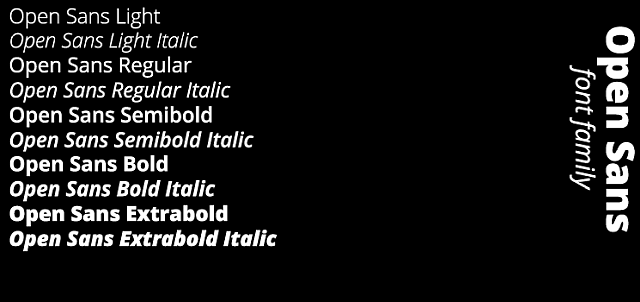 Open Sans Light
Open Sans Light Italic
Open Sans Regular
Open Sans Regular Italic
Open Sans Semibold
Open Sans Semibold Italic
Open Sans Bold
Open Sans Bold Italic
Open Sans Extrabold
Open Sans Extrabold Italic
Open Sans
font family